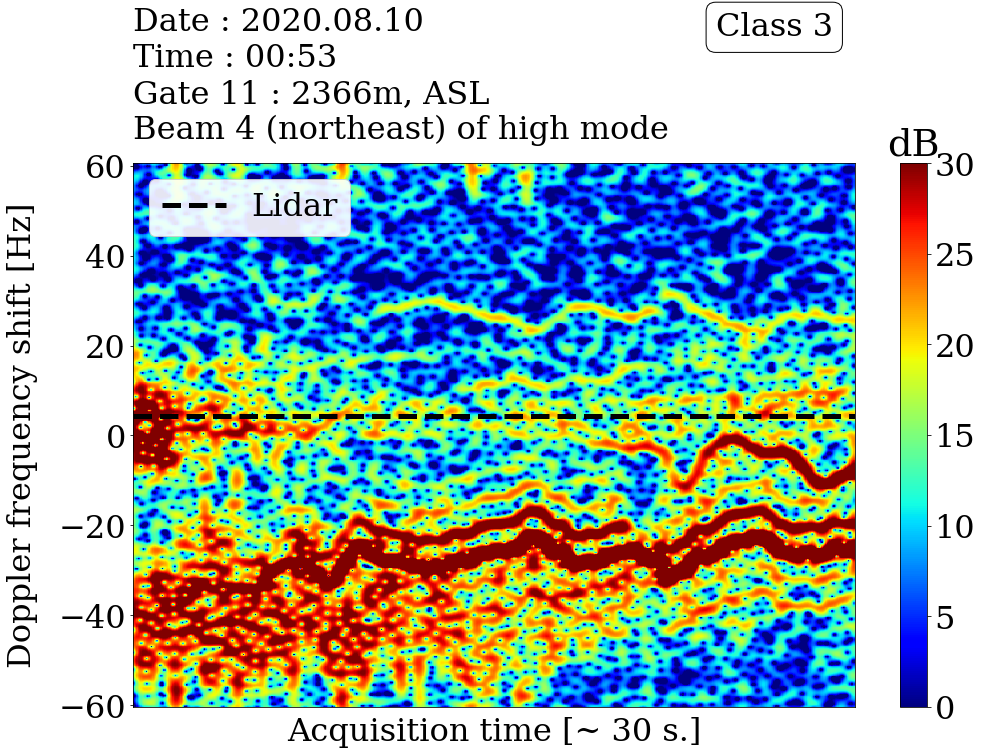 Date : 2020.08.10
Time : 00:53
Gate 11 : 2366m, ASL
Beam 4 (northeast) of high mode
Class 3
dB
Lidar
Doppler frequency shift [Hz]
60
40
20
0
−20
−40
−60
Acquisition time [~ 30 s.]
30
25
20
15
10
5
0